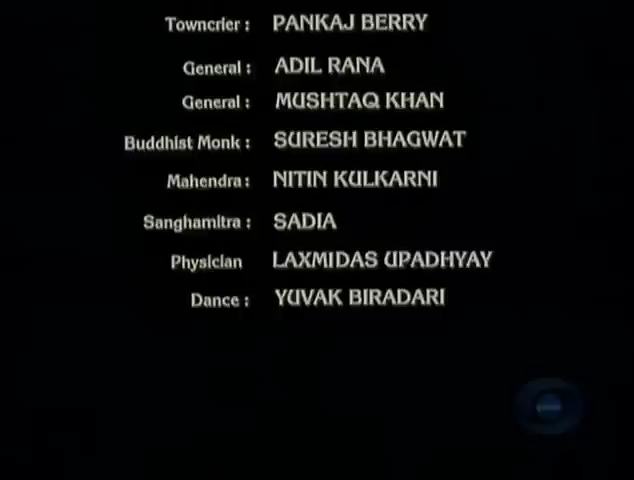 Towncrier : PANKAJ BERRY
General : ADIL RANA
General : MUSHTAQ KHAN
Buddhist Monk : SURESH BHAGWAT
Mahendra : NITIN KULKARNI
Sanghamitra : SADIA
Physician LAXMIDAS UPADHYAY
Dance : YUVAK BIRADARI